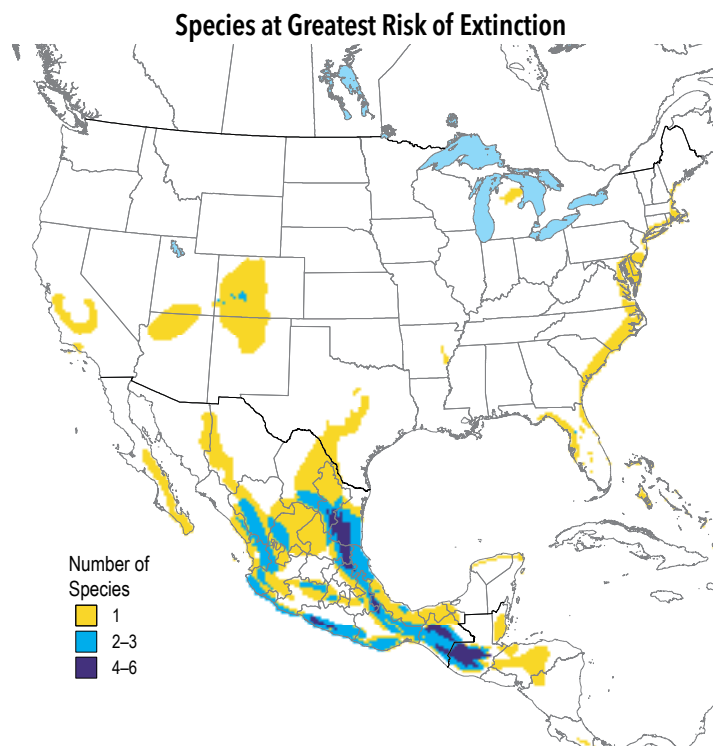 Species at Greatest Risk of Extinction
Number of
Species
1
2–3
4–6